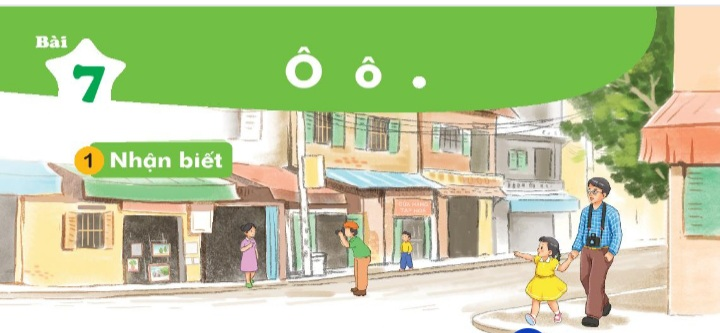 Bài
7
Ô ô .
1 Nhận biết